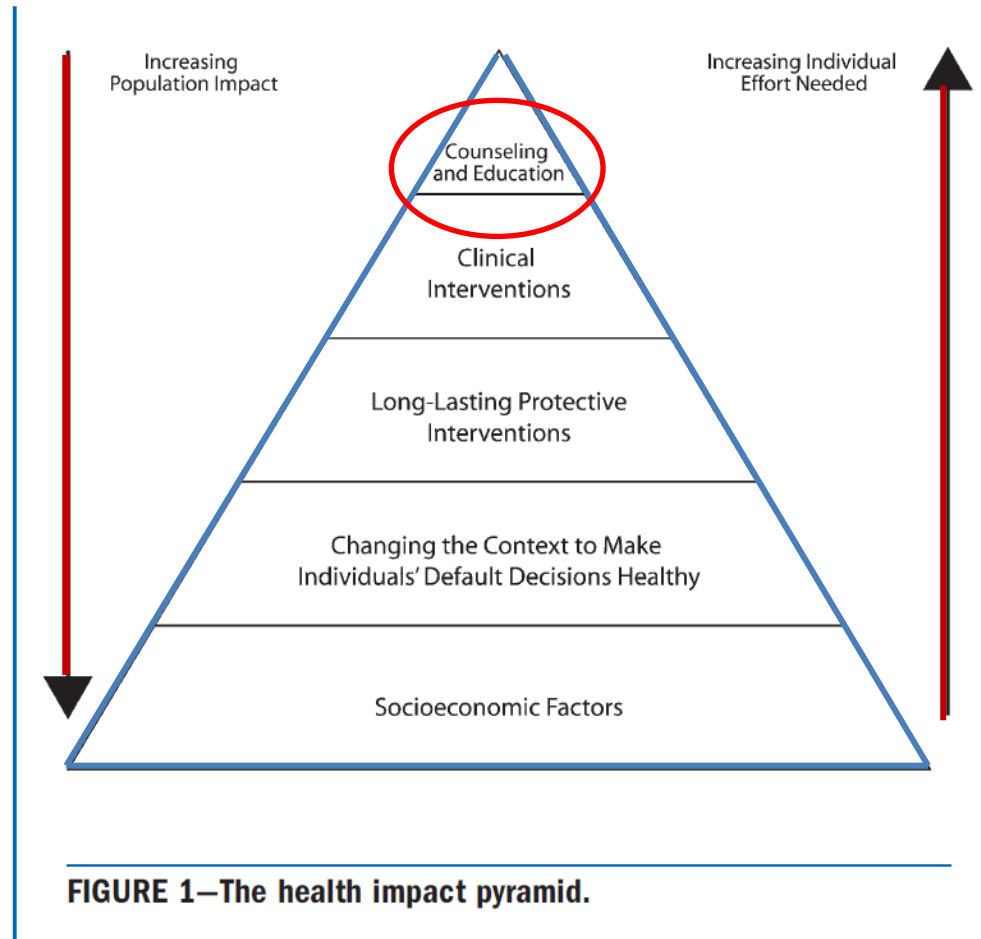 Increasing
Population Impact
Increasing Individual
Effort Needed
Counseling
and Education
Clinical
Interventions
Long-Lasting Protective
Interventions
Changing the Context to Make
Individuals’ Default Decisions Healthy
Socioeconomic Factors
FIGURE 1—The health impact pyramid.